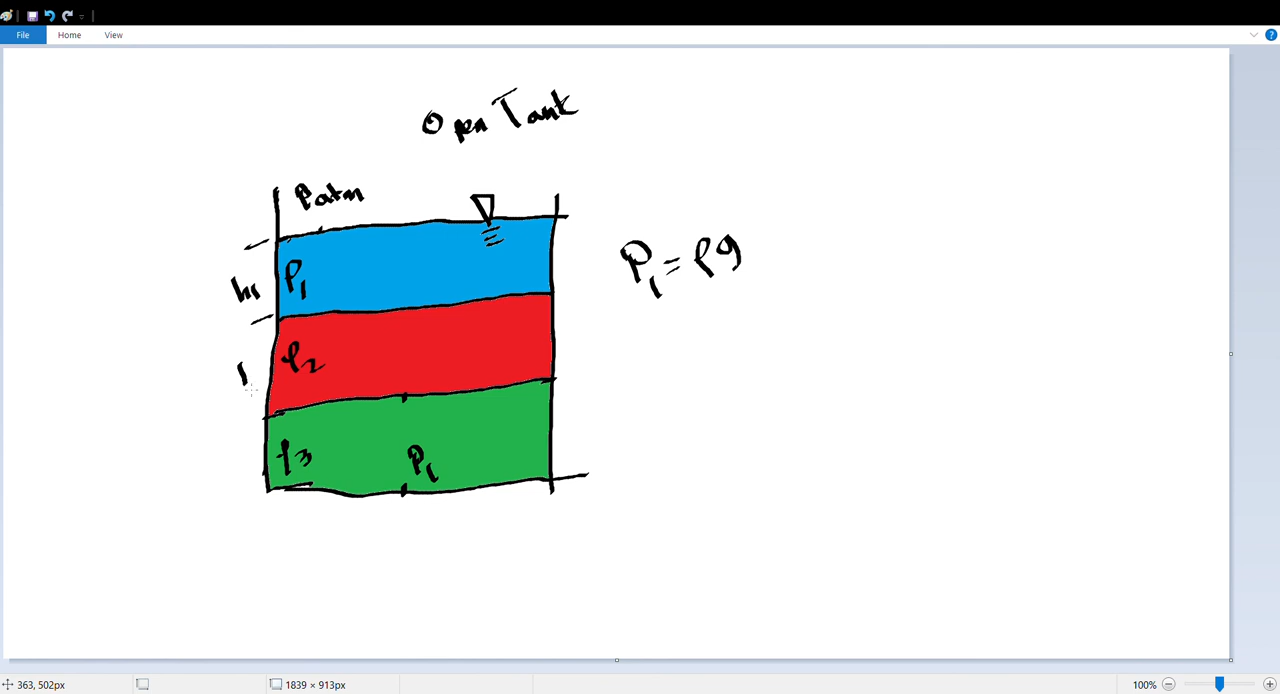 File Home View
Open Tank
Patm
h1 ρ1
P1 = ρg
ρ2
ρ3
P1
363, 502px
1839 × 913px
100%